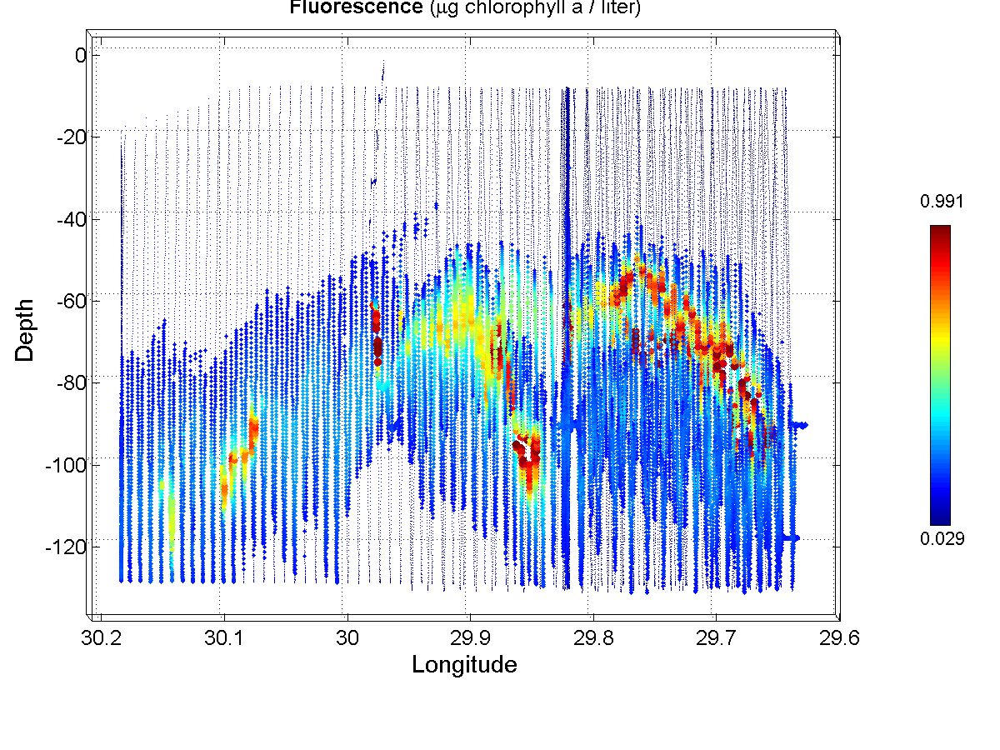 Fluorescence (μg chlorophyll a / liter)
0
-20
-40
-60
-80
-100
-120
Depth
30.2 30.1 30 29.9 29.8 29.7 29.6
Longitude
0.991
0.029